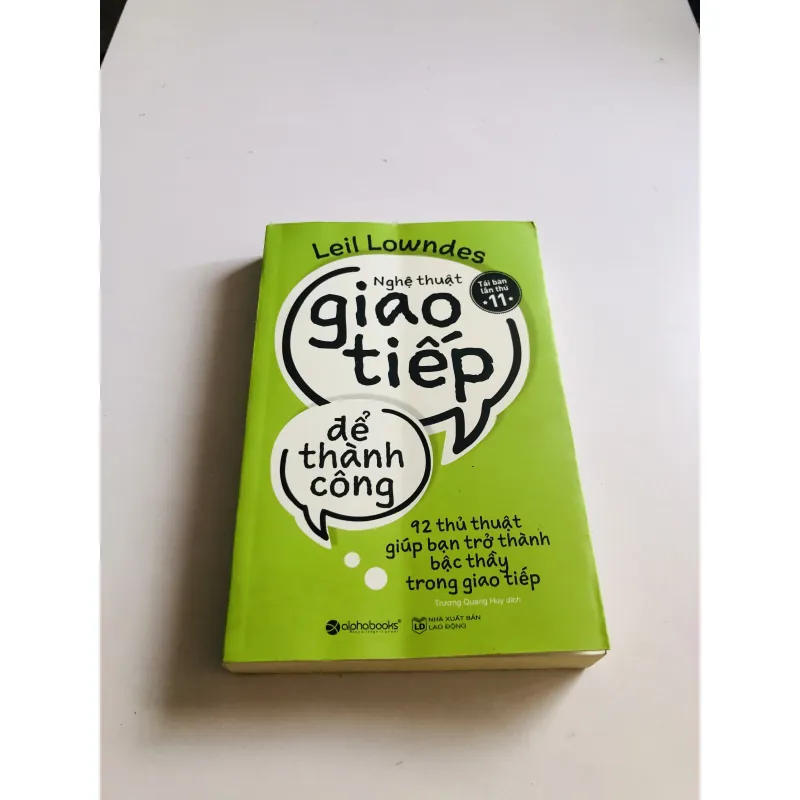 Leil Lowndes
Nghệ thuật
giao
tiếp
Tái bản
lần thứ
11
để
thành
công
92 thủ thuật
giúp bạn trở thành
bậc thầy
trong giao tiếp
Trương Quang Huy dịch
alphabooks®
LĐ
NHÀ XUẤT BẢN
LAO ĐỘNG